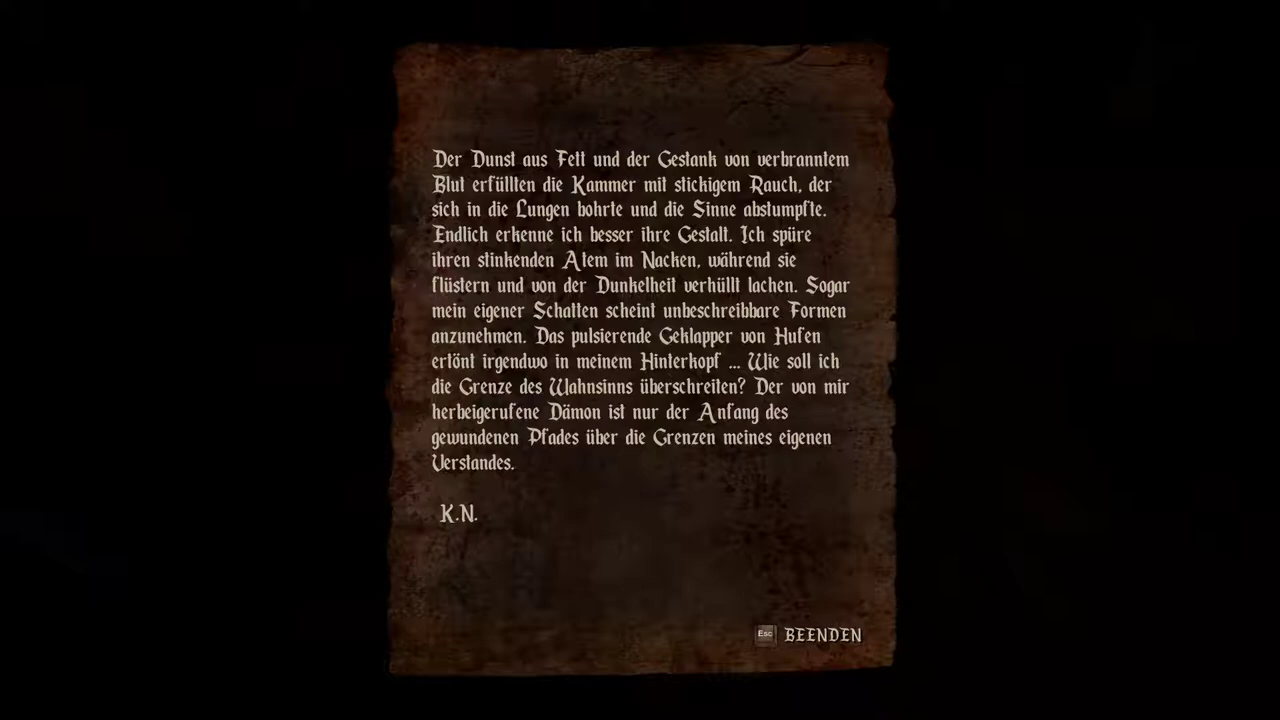 Der Dunst aus Fett und der Gestank von verbranntem
Blut erfüllten die Kammer mit stickigem Rauch, der
sich in die Lungen bohrte und die Sinne abstumpfte.
Endlich erkenne ich besser ihre Gestalt. Ich spüre
ihren stinkenden Atem im Nacken, während sie
flüstern und von der Dunkelheit verhüllt lachen. Sogar
mein eigener Schatten scheint unbeschreibbare Formen
anzunehmen. Das pulsierende Geklapper von Hufen
ertönt irgendwo in meinem Hinterkopf ... Wie soll ich
die Grenze des Wahnsinns überschreiten? Der von mir
herbeigerufene Dämon ist nur der Anfang des
gewundenen Pfades über die Grenzen meines eigenen
Verstandes.
K.N.
Esc BEENDEN